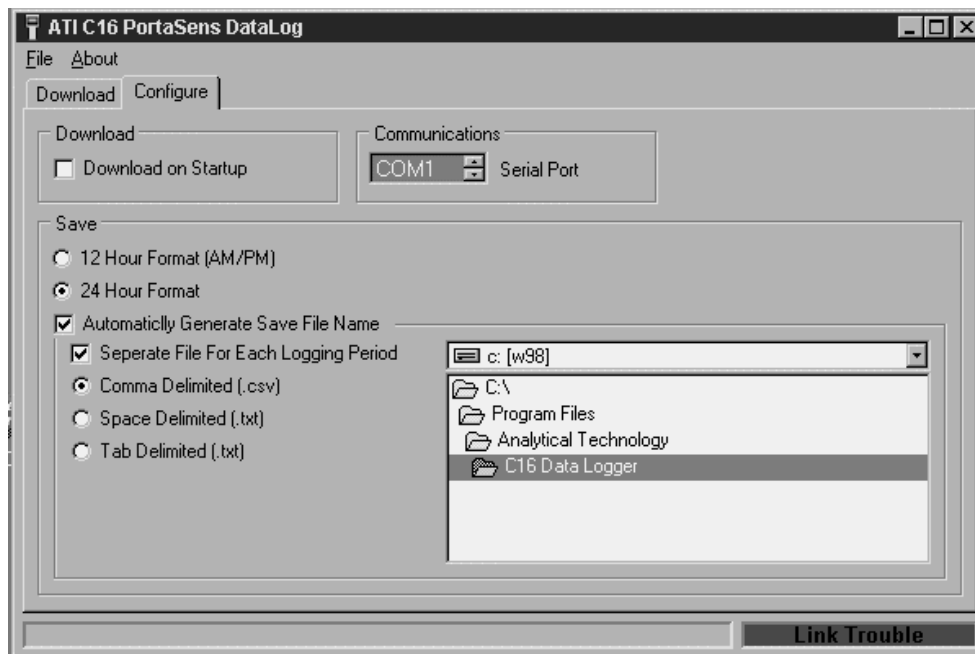 ATI C16 PortaSens DataLog
File About
Download Configure
Download
Download on Startup
Communications
COM1 Serial Port
Save
12 Hour Format (AM/PM)
24 Hour Format
Automaticlly Generate Save File Name
Seperate File For Each Logging Period
Comma Delimited (.csv)
Space Delimited (.txt)
Tab Delimited (.txt)
c: [w98]
C:\
Program Files
Analytical Technology
C16 Data Logger
Link Trouble